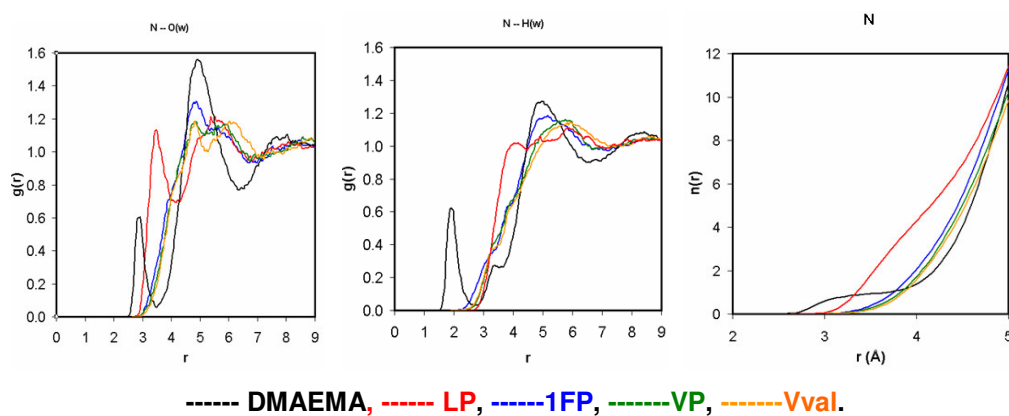 N -- O(w)
1.6
1.4
1.2
1.0
0.8
0.6
0.4
0.2
0.0
g(r)
0 1 2 3 4 5 6 7 8 9
r
N -- H(w)
1.6
1.4
1.2
1.0
0.8
0.6
0.4
0.2
0.0
g(r)
0 1 2 3 4 5 6 7 8 9
r
N
12
10
8
6
4
2
0
n(r)
2 3 4 5
r (Å)
------ DMAEMA, ------ LP, ------1FP, -------VP, -------Vval.